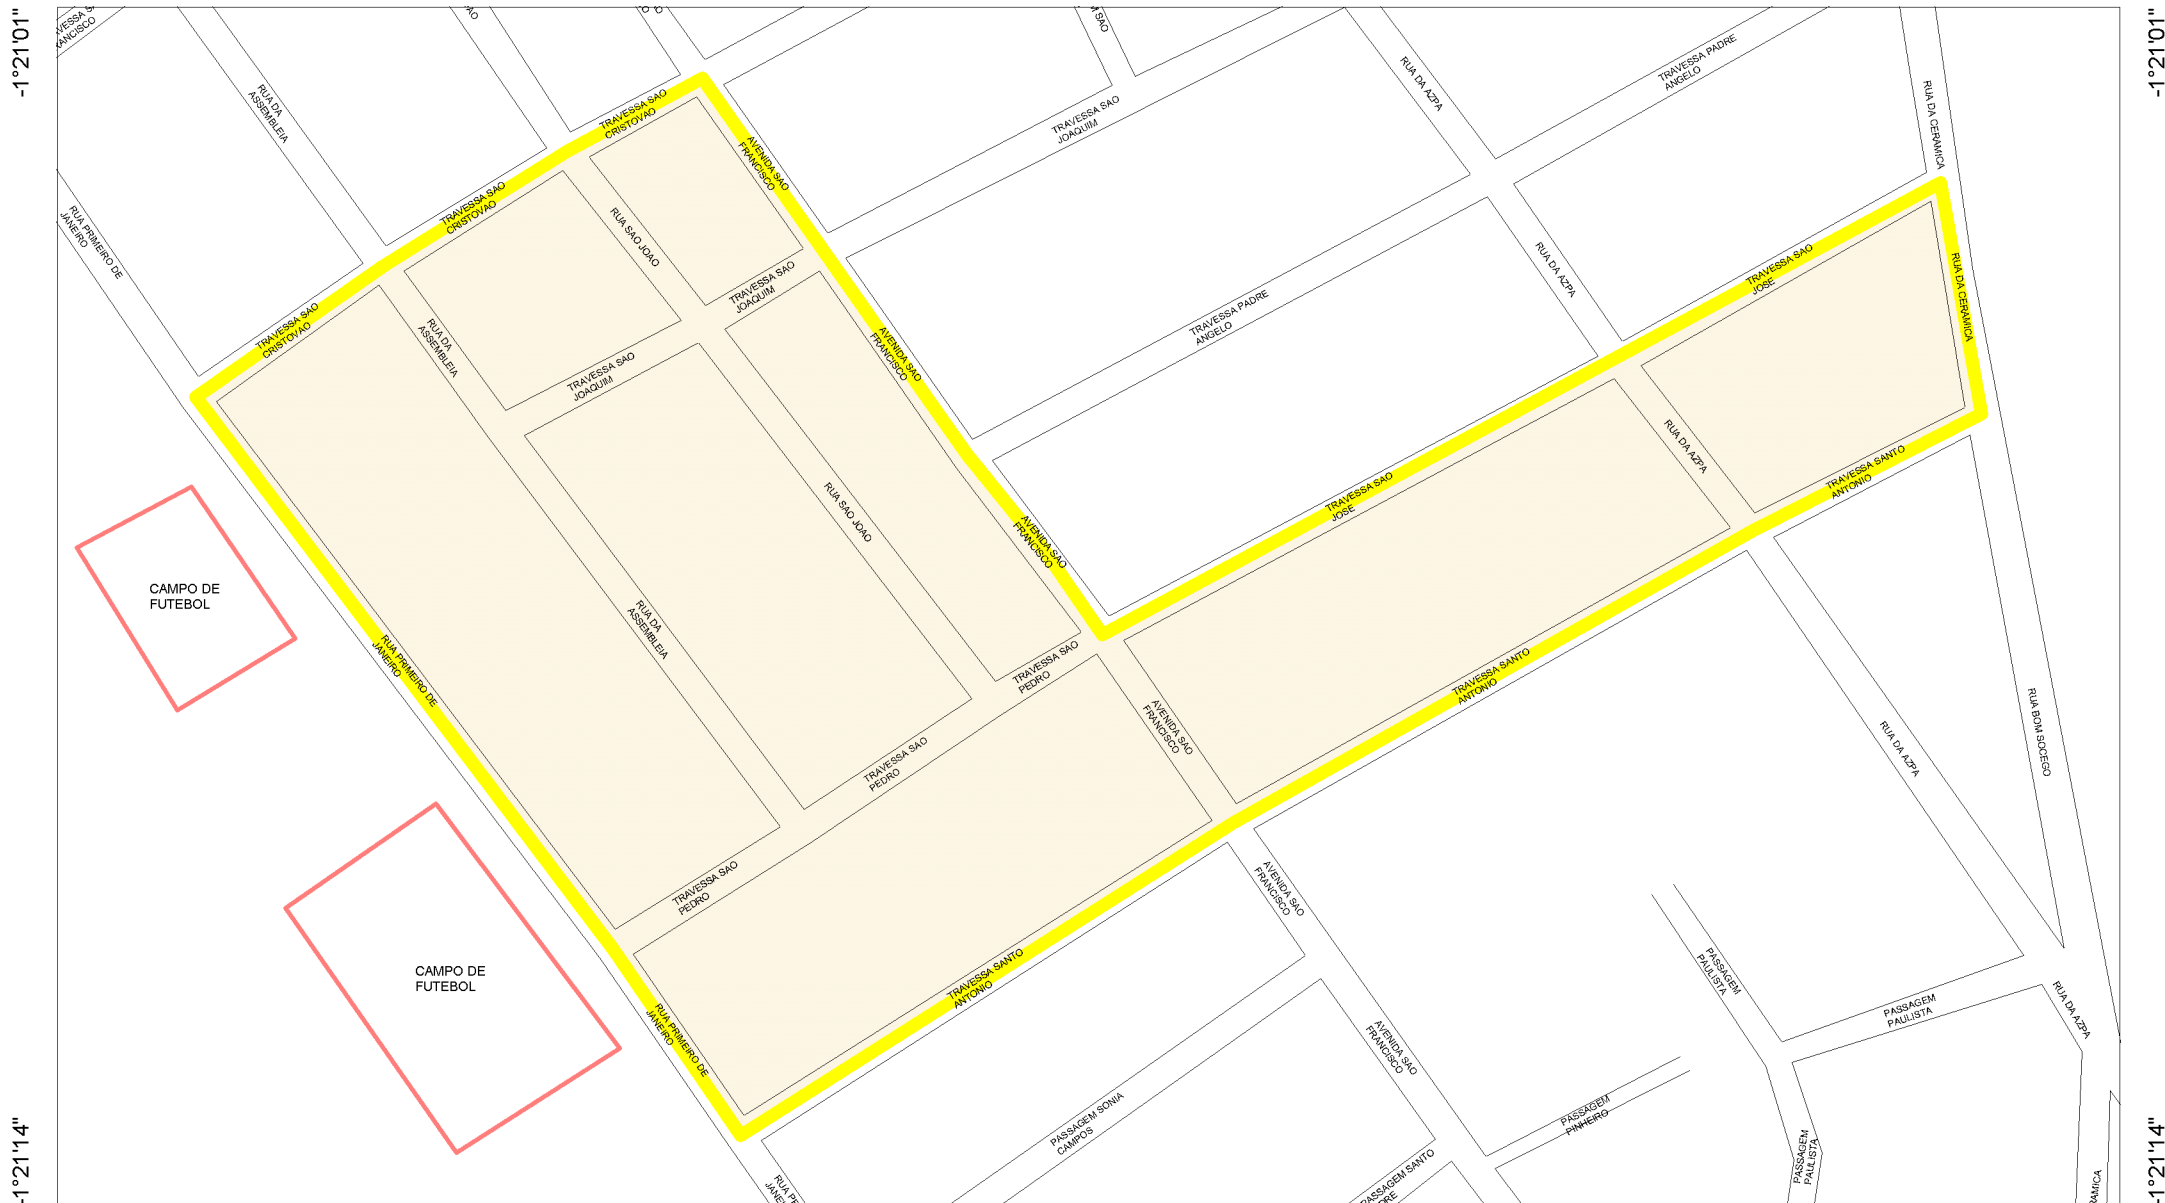 -1°21'01"
-1°21'01"
RUA DA
ASSEMBLEIA
TRAVESSA SAO
CRISTOVAO
AVENIDA SAO
FRANCISCO
TRAVESSA SAO
JOAQUIM
RUA DA AZPA
TRAVESSA PADRE
ANGELO
RUA DA CERAMICA
RUA PRIMEIRO DE
JANEIRO
TRAVESSA SAO
CRISTOVAO
RUA SAO JOAO
TRAVESSA SAO
JOAQUIM
RUA DA AZPA
TRAVESSA SAO
JOSE
RUA DA CERAMICA
TRAVESSA SAO
CRISTOVAO
RUA DA
ASSEMBLEIA
TRAVESSA SAO
JOAQUIM
AVENIDA SAO
FRANCISCO
TRAVESSA PADRE
ANGELO
RUA DA AZPA
TRAVESSA SANTO
ANTONIO
RUA SAO JOAO
AVENIDA SAO
FRANCISCO
TRAVESSA SAO
JOSE
CAMPO DE
FUTEBOL
RUA PRIMEIRO DE
JANEIRO
RUA DA
ASSEMBLEIA
TRAVESSA SAO
PEDRO
AVENIDA SAO
FRANCISCO
TRAVESSA SANTO
ANTONIO
RUA DA AZPA
RUA BOM SOCEGO
TRAVESSA SAO
PEDRO
TRAVESSA SAO
PEDRO
AVENIDA SAO
FRANCISCO
CAMPO DE
FUTEBOL
TRAVESSA SANTO
ANTONIO
PASSAGEM
PAULISTA
PASSAGEM
PAULISTA
RUA DA AZPA
RUA PRIMEIRO DE
JANEIRO
AVENIDA SAO
FRANCISCO
PASSAGEM SONIA
CAMPOS
PASSAGEM
PINHEIRO
PASSAGEM
PAULISTA
PASSAGEM SANTO
-1°21'14"
-1°21'14"